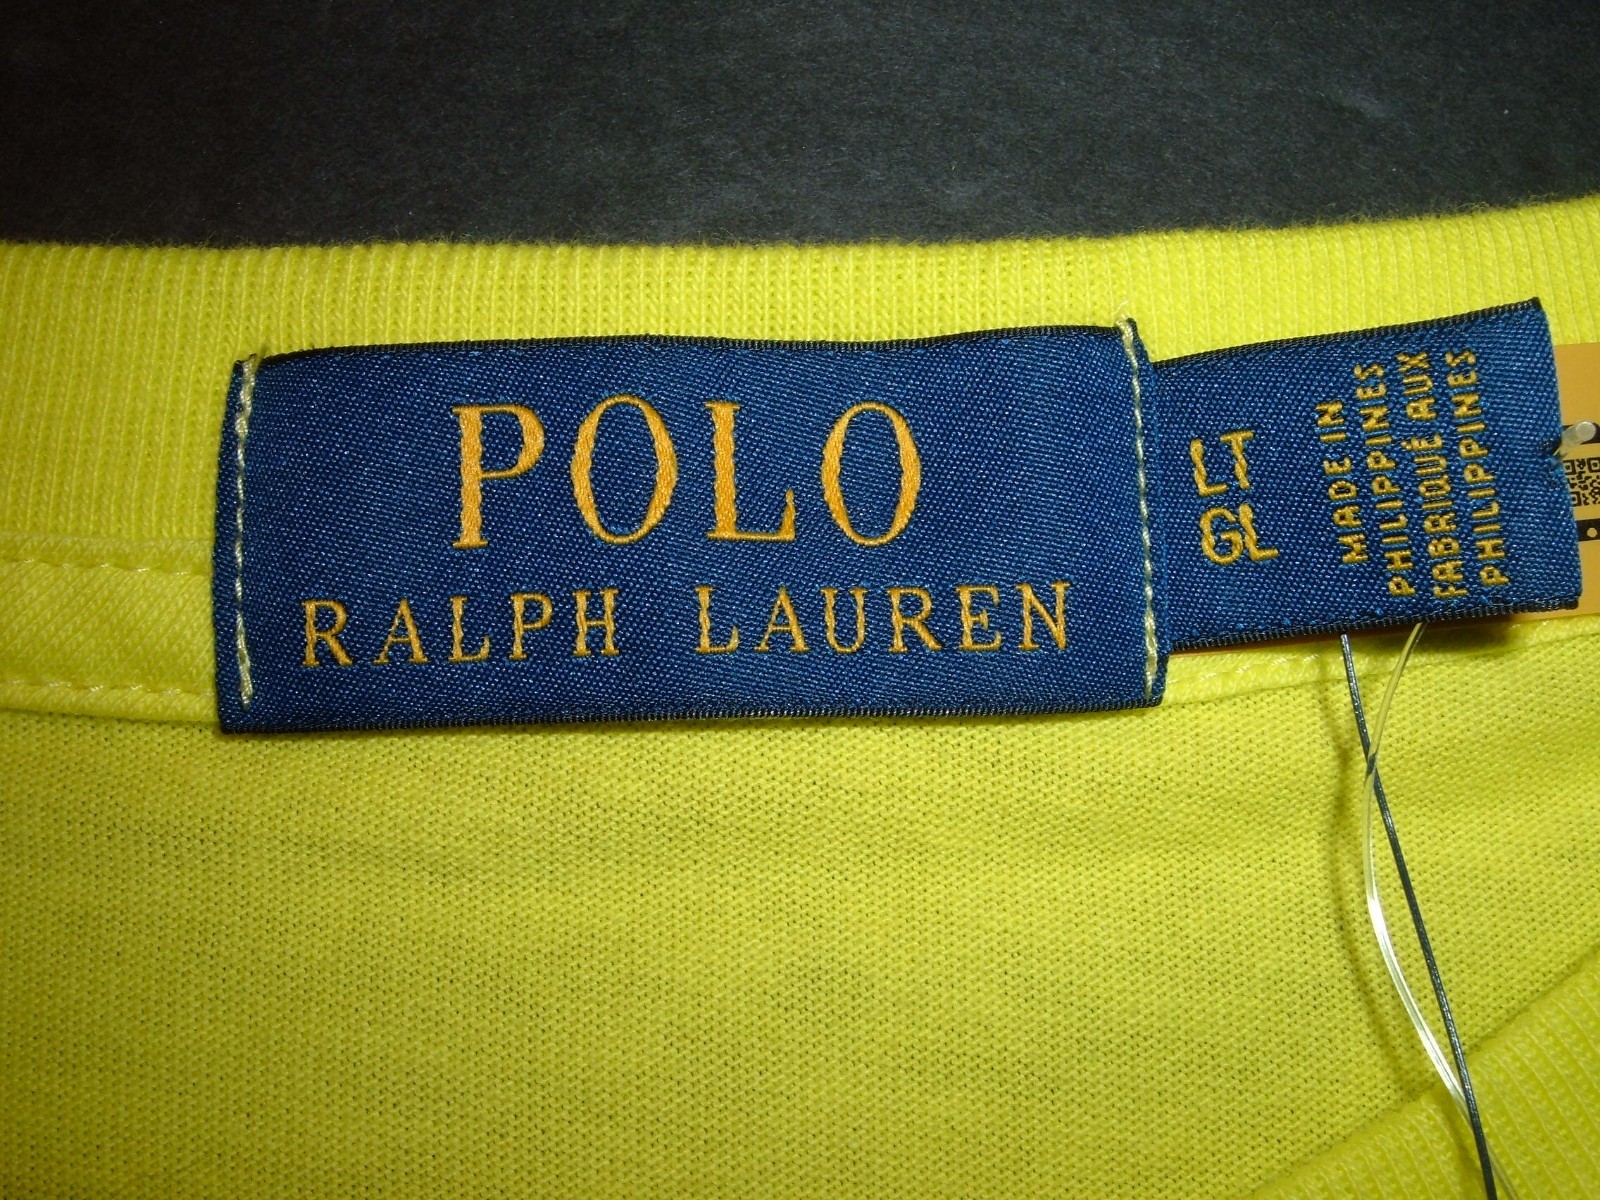 POLO
RALPH LAUREN
LT
GL
MADE IN
PHILIPPINES
FABRIQUÉ AUX
PHILIPPINES